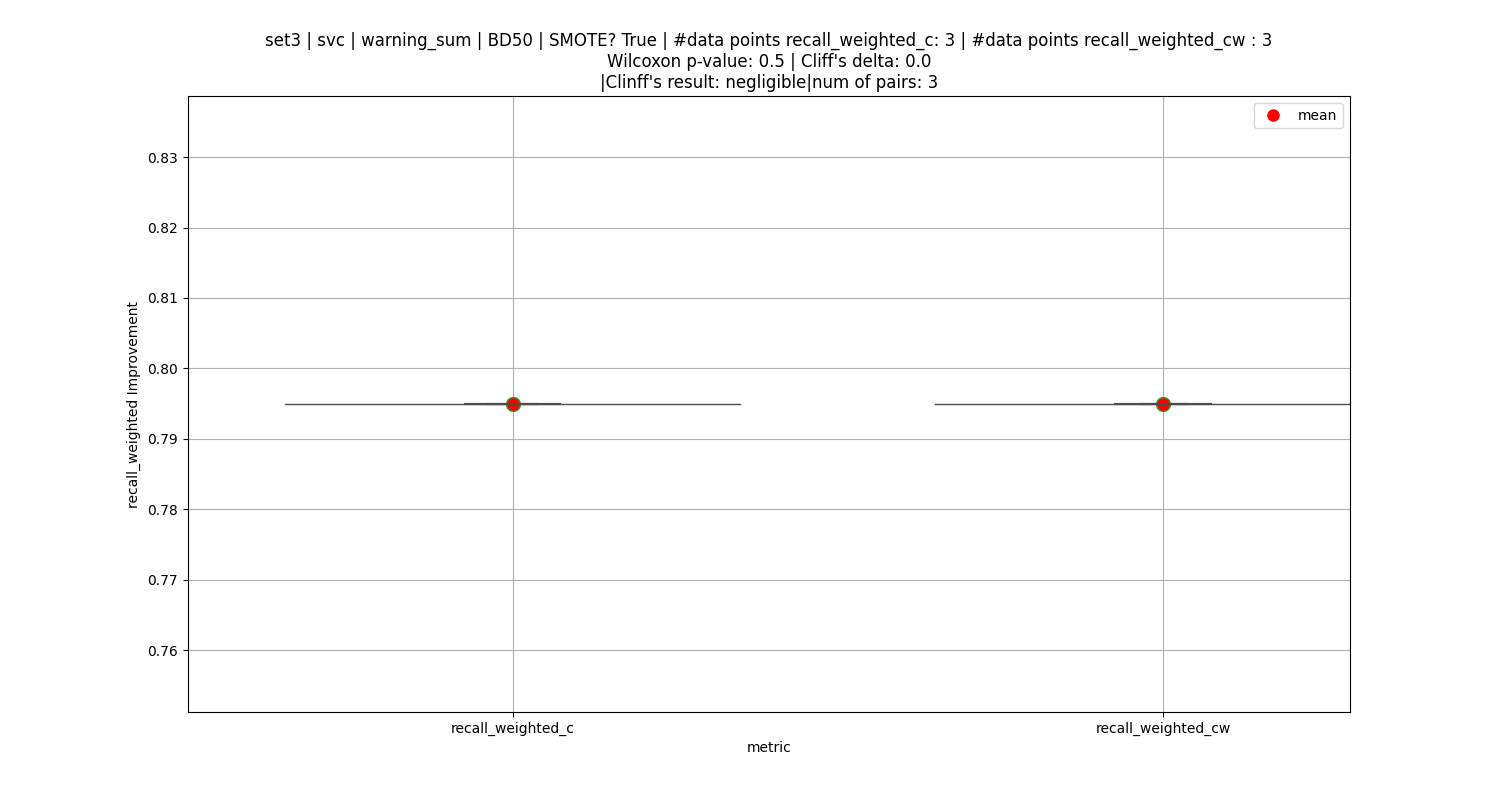 set3 | svc | warning_sum | BD50 | SMOTE? True | #data points recall_weighted_c: 3 | #data points recall_weighted_cw : 3
Wilcoxon p-value: 0.5 | Cliff's delta: 0.0
|Clinff's result: negligible|num of pairs: 3
mean
0.83
0.82
0.81
0.80
0.79
0.78
0.77
0.76
recall_weighted Improvement
recall_weighted_c
recall_weighted_cw
metric